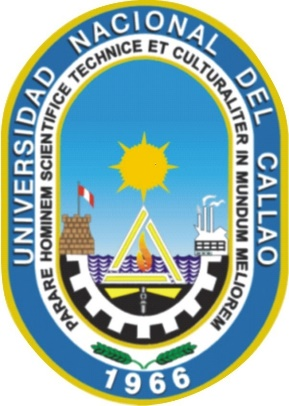 UNIVERSIDAD NACIONAL DEL CALLAO
PARARE HOMINEM SCIENTIFICE TECHNICE ET CULTURALITER IN MUNDUM MELIOREM
1966